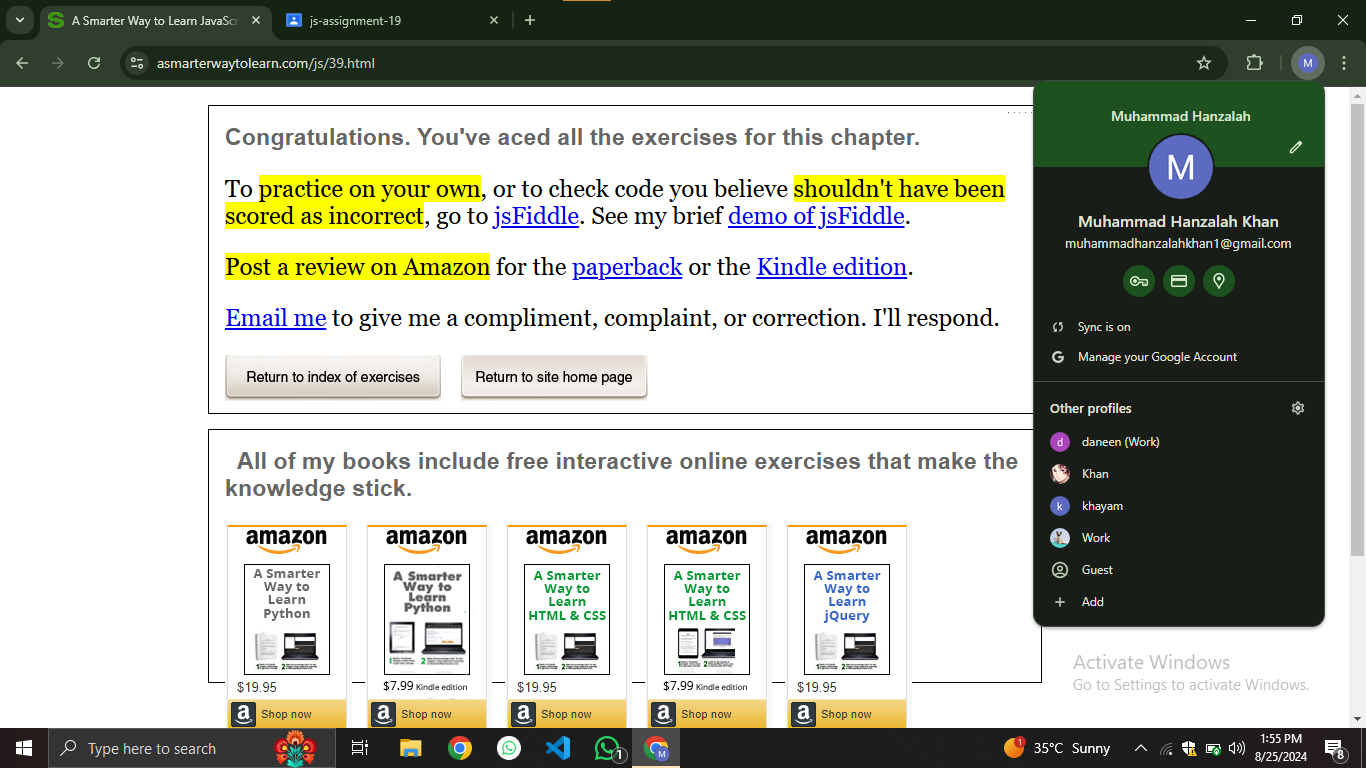 A Smarter Way to Learn JavaScr
js-assignment-19
asmarterwaytolearn.com/js/39.html
M
Congratulations. You've aced all the exercises for this chapter.
To practice on your own, or to check code you believe shouldn't have been
scored as incorrect, go to jsFiddle. See my brief demo of jsFiddle.
Post a review on Amazon for the paperback or the Kindle edition.
Email me to give me a compliment, complaint, or correction. I'll respond.
Return to index of exercises
Return to site home page
All of my books include free interactive online exercises that make the
knowledge stick.
amazon
A Smarter
Way to
Learn
Python
$19.95
Shop now
amazon
A Smarter
Way to
Learn
Python
$7.99 Kindle edition
Shop now
amazon
A Smarter
Way to
Learn
HTML & CSS
$19.95
Shop now
amazon
A Smarter
Way to
Learn
HTML & CSS
$7.99 Kindle edition
Shop now
amazon
A Smarter
Way to
Learn
jQuery
$19.95
Shop now
Muhammad Hanzalah
M
Muhammad Hanzalah Khan
muhammadhanzalahkhan1@gmail.com
Sync is on
Manage your Google Account
Other profiles
d daneen (Work)
Khan
k khayam
Work
Guest
Add
Activate Windows
Go to Settings to activate Windows.
Type here to search
1
M
1
35°C Sunny
1:55 PM
8/25/2024
8